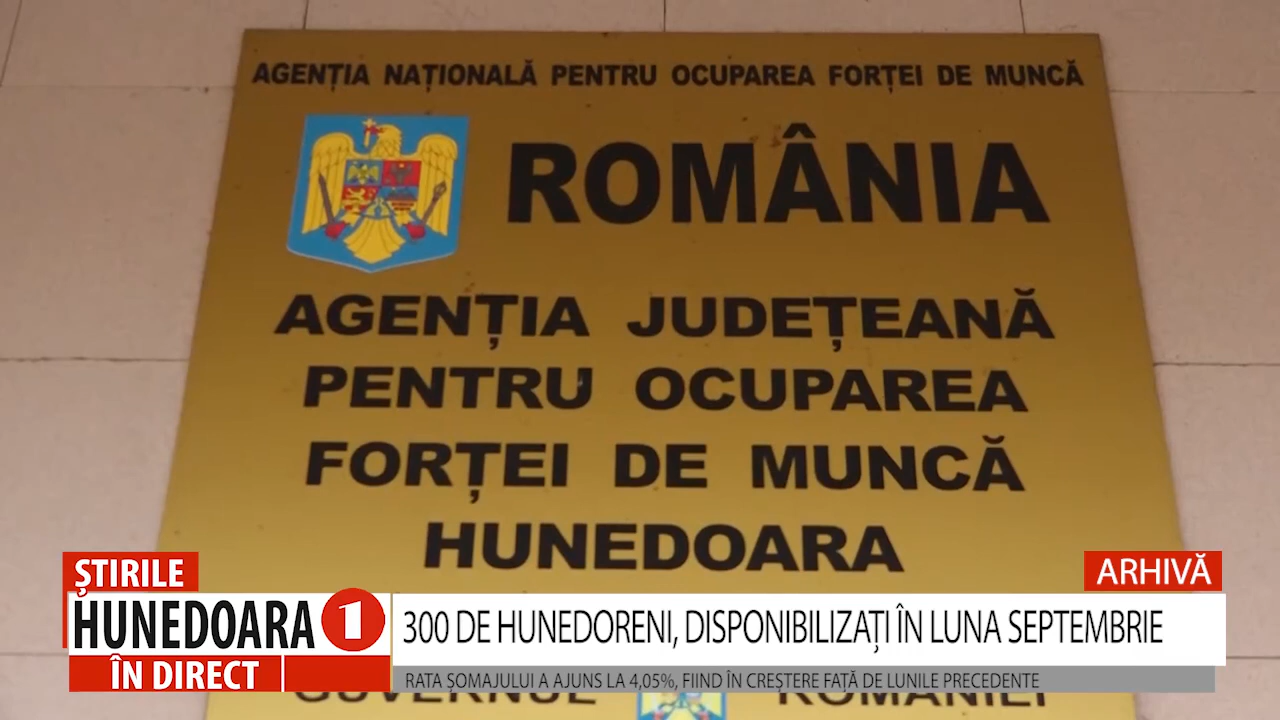 AGENȚIA NAȚIONALĂ PENTRU OCUPAREA FORȚEI DE MUNCĂ
ROMÂNIA
AGENȚIA JUDEȚEANĂ
PENTRU OCUPAREA
FORȚEI DE MUNCĂ
HUNEDOARA
ȘTIRILE
HUNEDOARA 1
ÎN DIRECT
ARHIVĂ
300 DE HUNEDORENI, DISPONIBILIZAȚI ÎN LUNA SEPTEMBRIE
RATA ȘOMAJULUI A AJUNS LA 4,05%, FIIND ÎN CREȘTERE FAȚĂ DE LUNILE PRECEDENTE
GUVERNUL ROMÂNIEI